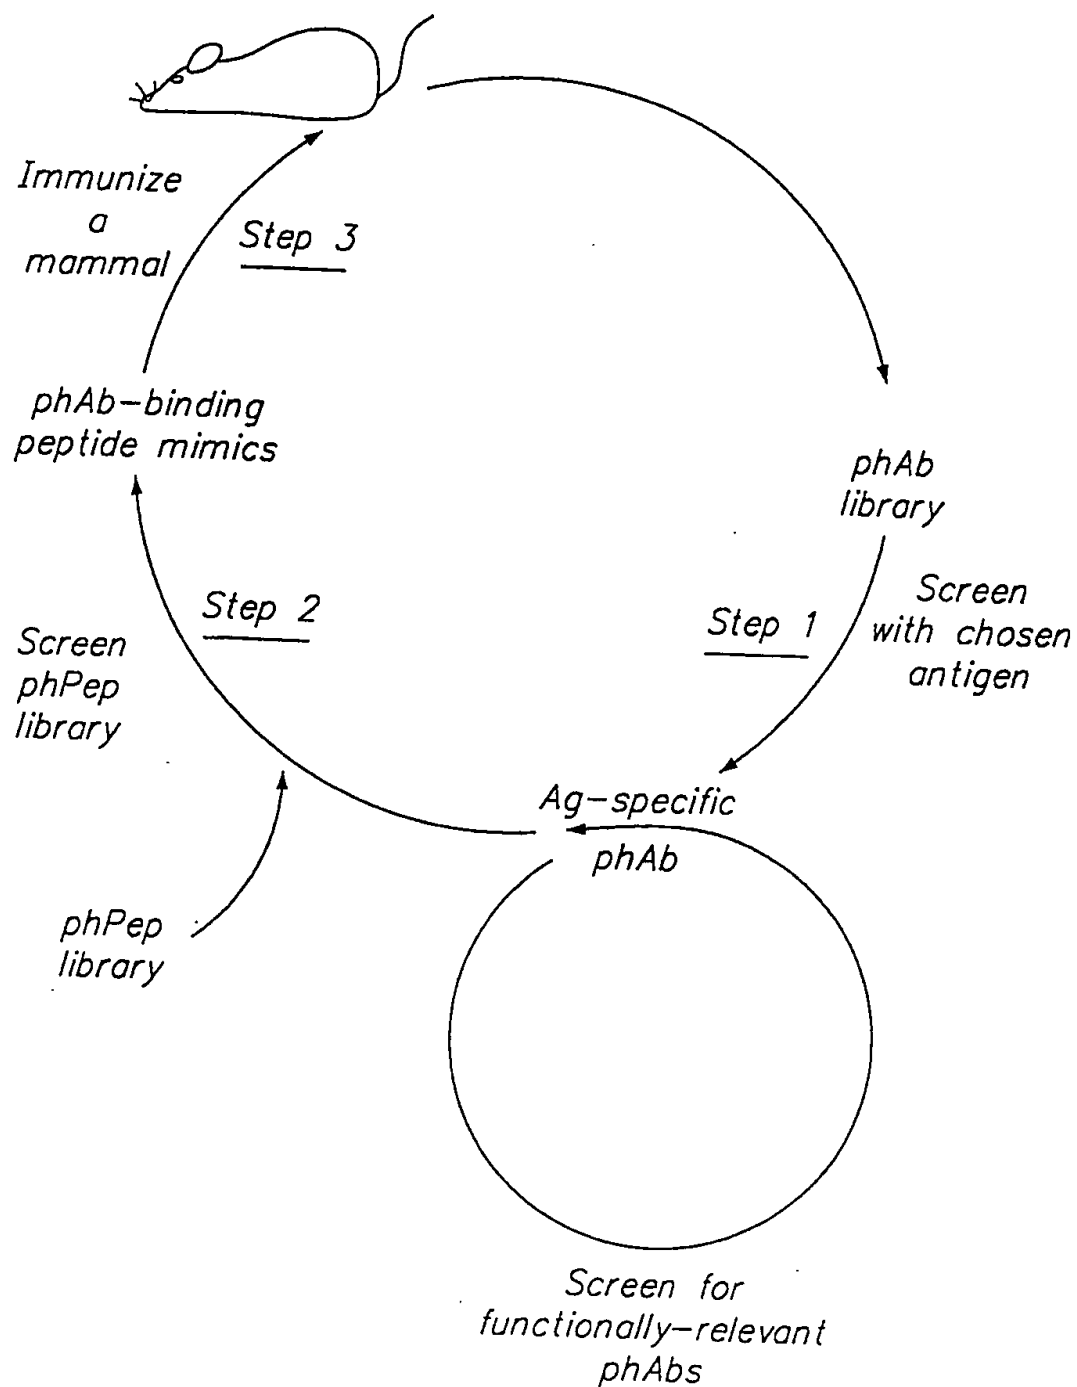 Immunize
a
mammal
Step 3
phAb-binding
peptide mimics
phAb
library
Step 2
Step 1
Screen
with chosen
antigen
Screen
phPep
library
Ag-specific
phAb
phPep
library
Screen for
functionally-relevant
phAbs